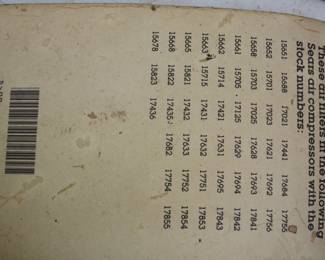 These are used in the following
Sears air compressors with the
stock numbers:
15651 15688 17021 17441 17684 17755
15652 15701 17023 17621 17692 17756
15658 15703 17025 17628 17693 17841
15661 15705 17125 17629 17694 17842
15662 15714 17421 17631 17695 17843
15663 15715 17431 17632 17751 17853
15665 15821 17432 17633 17752 17854
15668 15822 17435 17682 17754 17855
15678 15823 17436